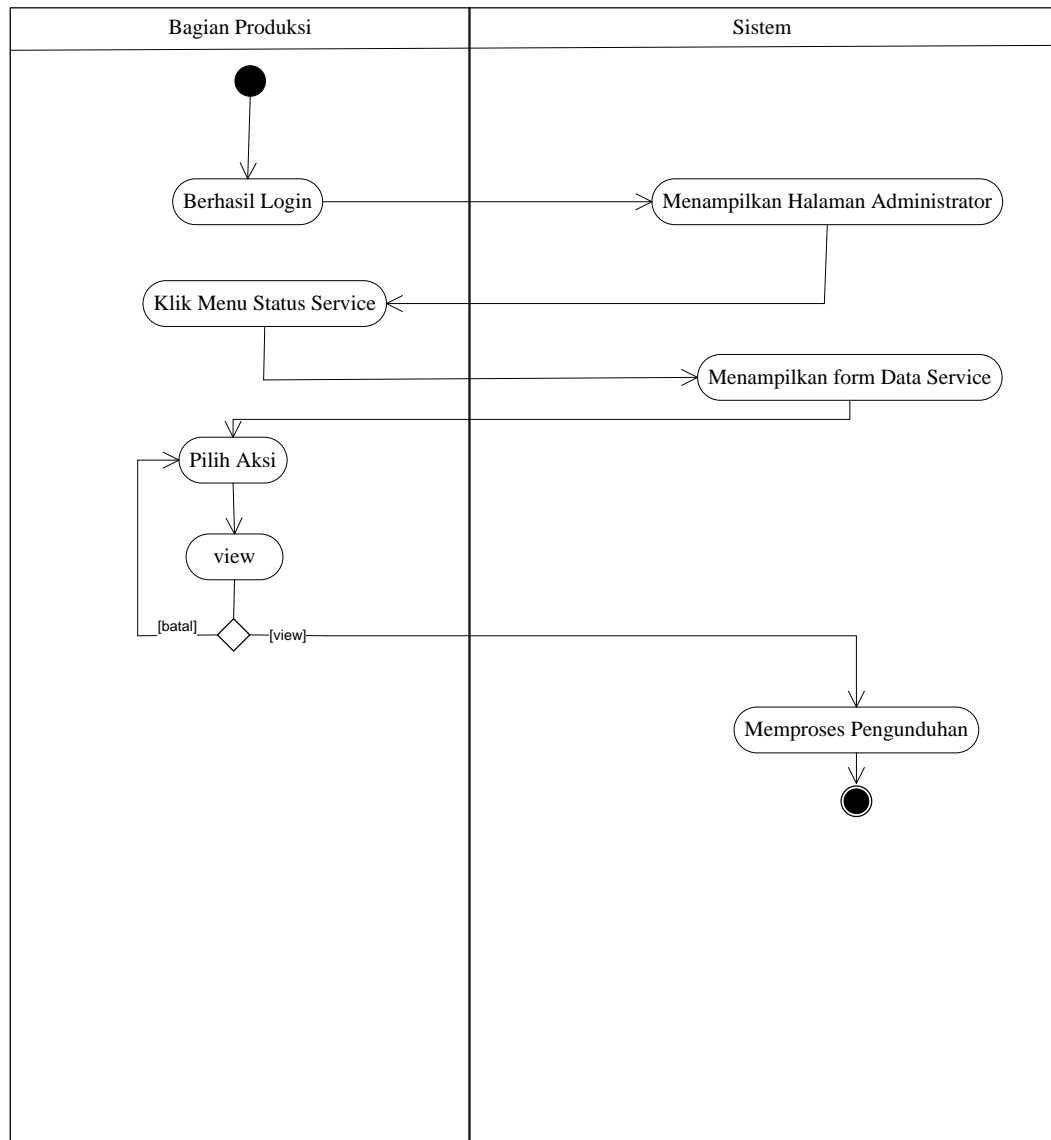 Bagian Produksi
Sistem
Berhasil Login
Menampilkan Halaman Administrator
Klik Menu Status Service
Menampilkan form Data Service
Pilih Aksi
view
[batal]
[view]
Memproses Pengunduhan